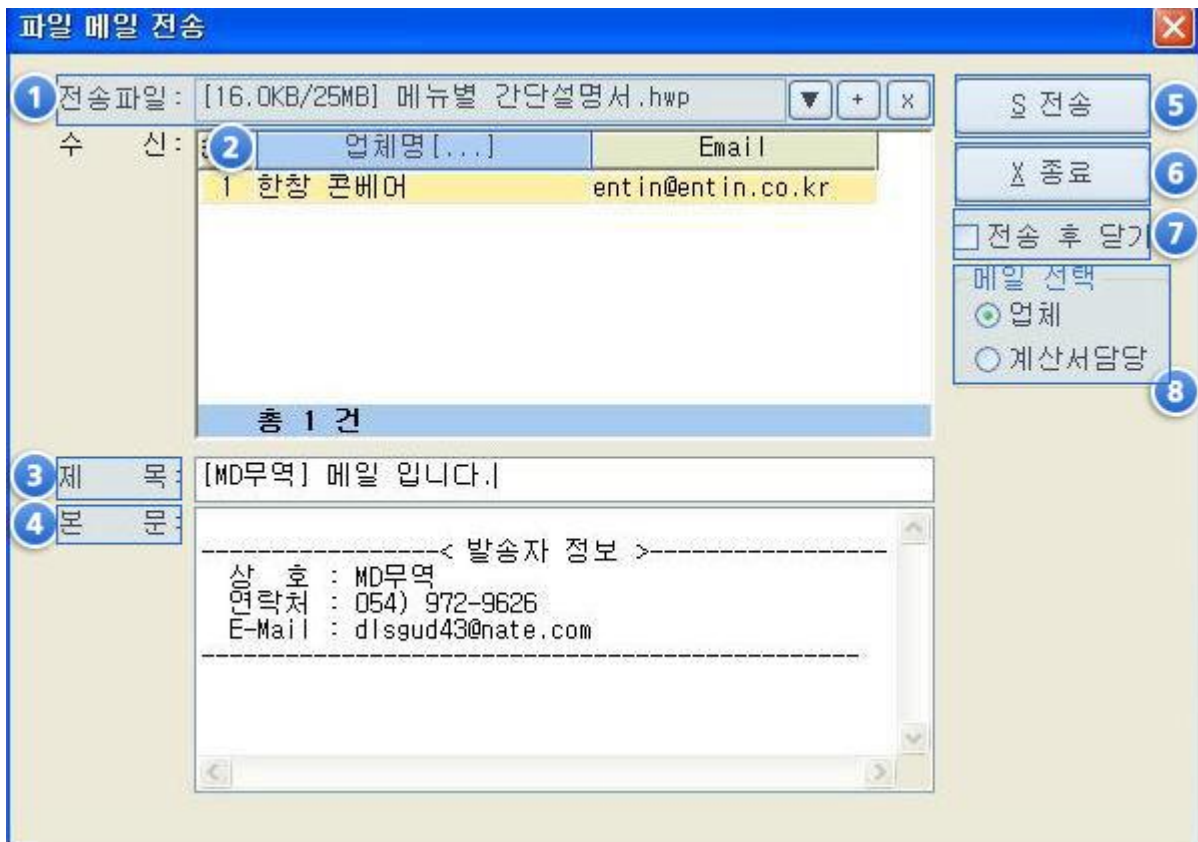 파일 메일 전송
1 전송파일: [16.0KB/25MB] 메뉴별 간단설명서.hwp ▼ + X
5 S 전송
수 신: 2 업체명[...] Email
1 한창 콘베어 entin@entin.co.kr
6 X 종료
7 전송 후 닫기
메일 선택
업체
계산서담당
8
총 1 건
3 제 목: [MD무역] 메일 입니다.
4 본 문:
-----------------< 발송자 정보 >-----------------
상 호 : MD무역
연락처 : 054) 972-9626
E-Mail : dlsgud43@nate.com
-----------------------------------------------